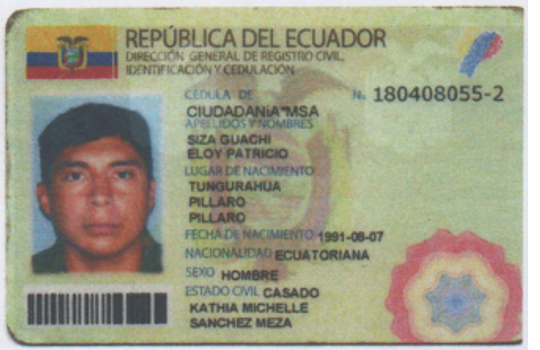 REPÚBLICA DEL ECUADOR
DIRECCIÓN GENERAL DE REGISTRO CIVIL,
IDENTIFICACIÓN Y CEDULACIÓN
CÉDULA DE No. 180408055-2
CIUDADANÍA*MSA
APELLIDOS Y NOMBRES
SIZA GUACHI
ELOY PATRICIO
LUGAR DE NACIMIENTO
TUNGURAHUA
PILLARO
PILLARO
FECHA DE NACIMIENTO 1991-08-07
NACIONALIDAD ECUATORIANA
SEXO HOMBRE
ESTADO CIVIL CASADO
KATHIA MICHELLE
SANCHEZ MEZA